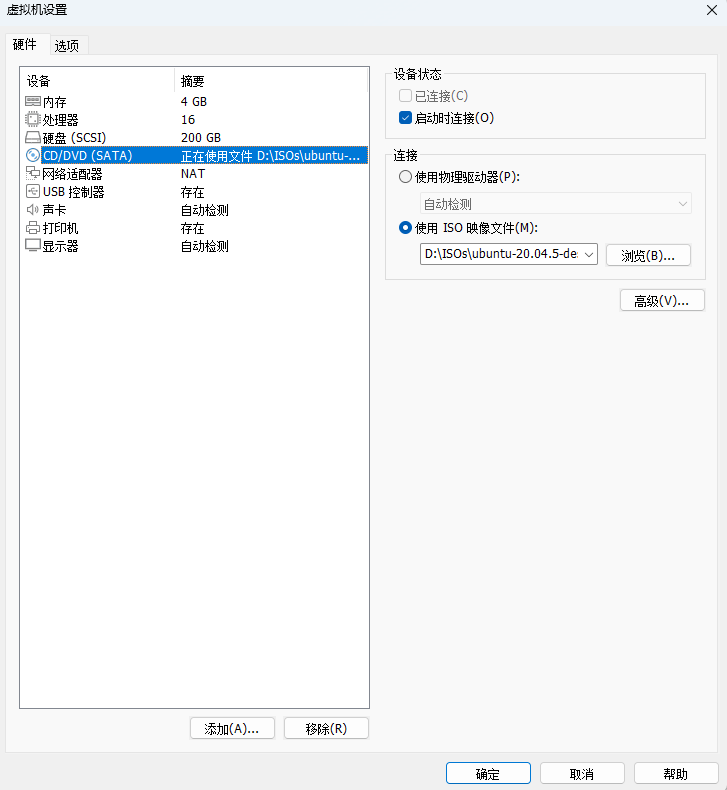 虚拟机设置
硬件 选项
设备 摘要
内存 4 GB
处理器 16
硬盘 (SCSI) 200 GB
CD/DVD (SATA) 正在使用文件 D:\ISOs\ubuntu-...
网络适配器 NAT
USB 控制器 存在
声卡 自动检测
打印机 存在
显示器 自动检测
添加(A)...
移除(R)
设备状态
已连接(C)
启动时连接(O)
连接
使用物理驱动器(P):
自动检测
使用 ISO 映像文件(M):
D:\ISOs\ubuntu-20.04.5-de
浏览(B)...
高级(V)...
确定 取消 帮助